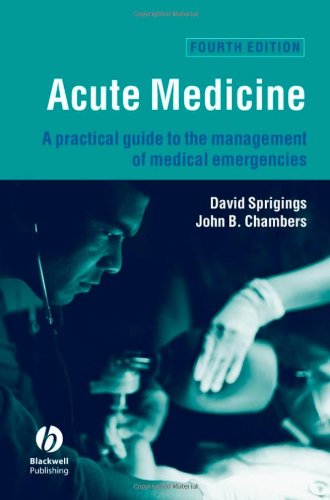 FOURTH EDITION
Acute Medicine
A practical guide to the management
of medical emergencies
David Sprigings
John B. Chambers
Blackwell
Publishing